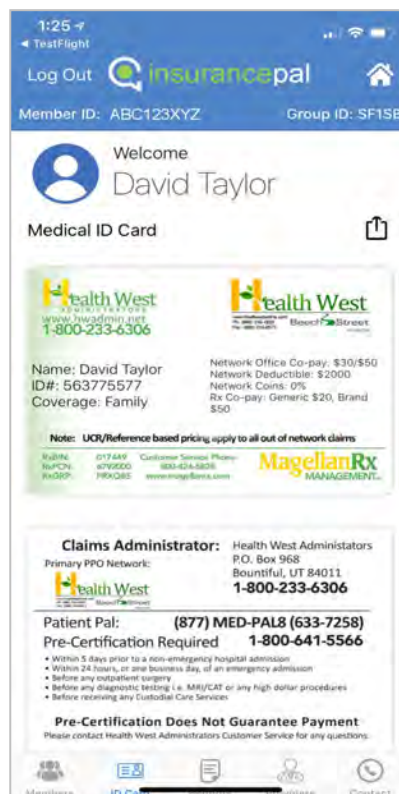 1:25
◄ TestFlight
Log Out insurancepal
Member ID: ABC123XYZ Group ID: SF1SB
Welcome
David Taylor
Medical ID Card
Health West
ADMINISTRATORS
www.hwadmin.net
1-800-233-6306
Health West
Beech Street
Name: David Taylor
ID#: 563775577
Coverage: Family
Network Office Co-pay: $30/$50
Network Deductible: $2000
Network Coins: 0%
Rx Co-pay: Generic $20, Brand
$50
Note: UCR/Reference based pricing apply to all out of network claims
RxBIN: 017449 Customer Service Phone:
RxPCN: 6792000 800-424-5828
RxGRP: www.magellanrx.com
MagellanRx
MANAGEMENT
Claims Administrator:
Primary PPO Network:
Health West
Beech Street
Health West Administators
P.O. Box 968
Bountiful, UT 84011
1-800-233-6306
Patient Pal: (877) MED-PAL8 (633-7258)
Pre-Certification Required 1-800-641-5566
• Within 5 days prior to a non-emergency hospital admission
• Within 24 hours, or one business day, of an emergency admission
• Before any outpatient surgery
• Before any diagnostic testing i.e. MRI/CAT or any high dollar procedures
• Before receiving any Custodial Care Services
Pre-Certification Does Not Guarantee Payment
Please contact Health West Administrators Customer Service for any questions.
ID Card
Contact